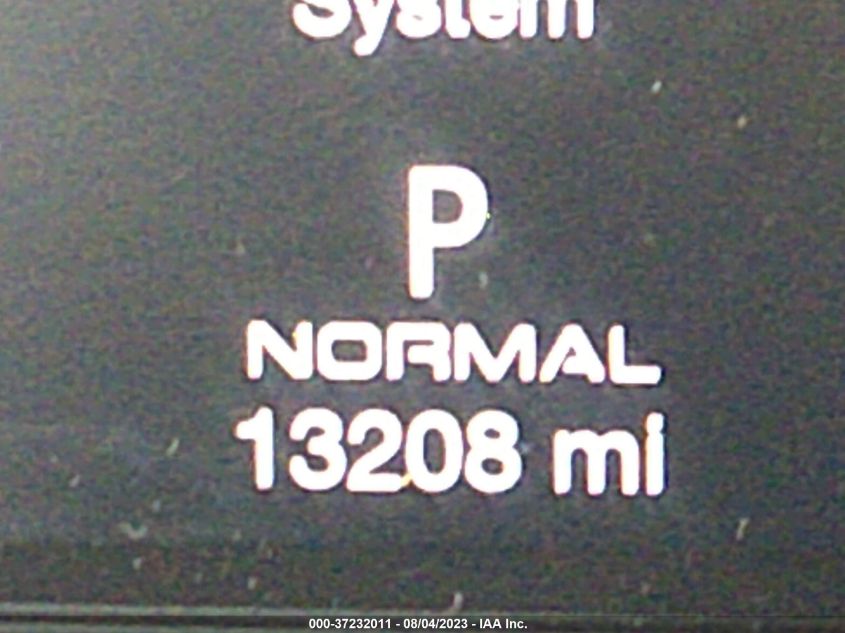 System
P
NORMAL
13208 mi
000-37232011 - 08/04/2023 - IAA Inc.